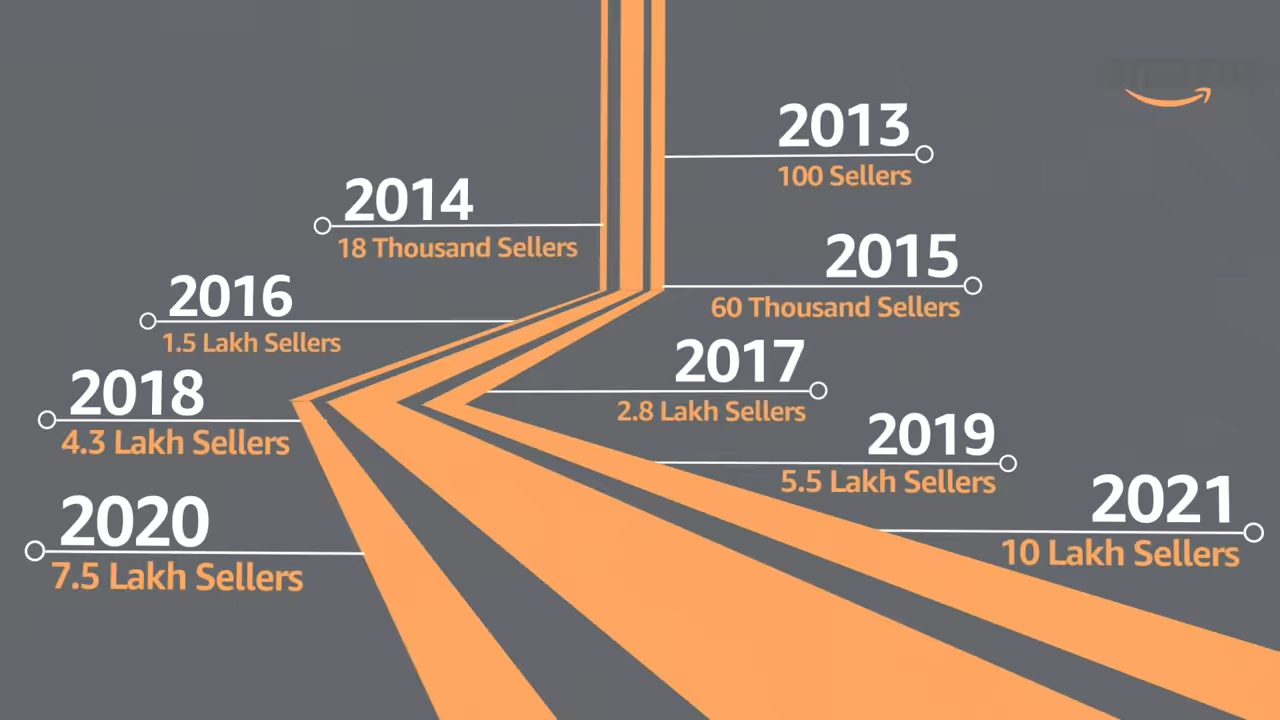 2013
100 Sellers
2014
18 Thousand Sellers
2015
60 Thousand Sellers
2016
1.5 Lakh Sellers
2017
2.8 Lakh Sellers
2018
4.3 Lakh Sellers
2019
5.5 Lakh Sellers
2020
7.5 Lakh Sellers
2021
10 Lakh Sellers